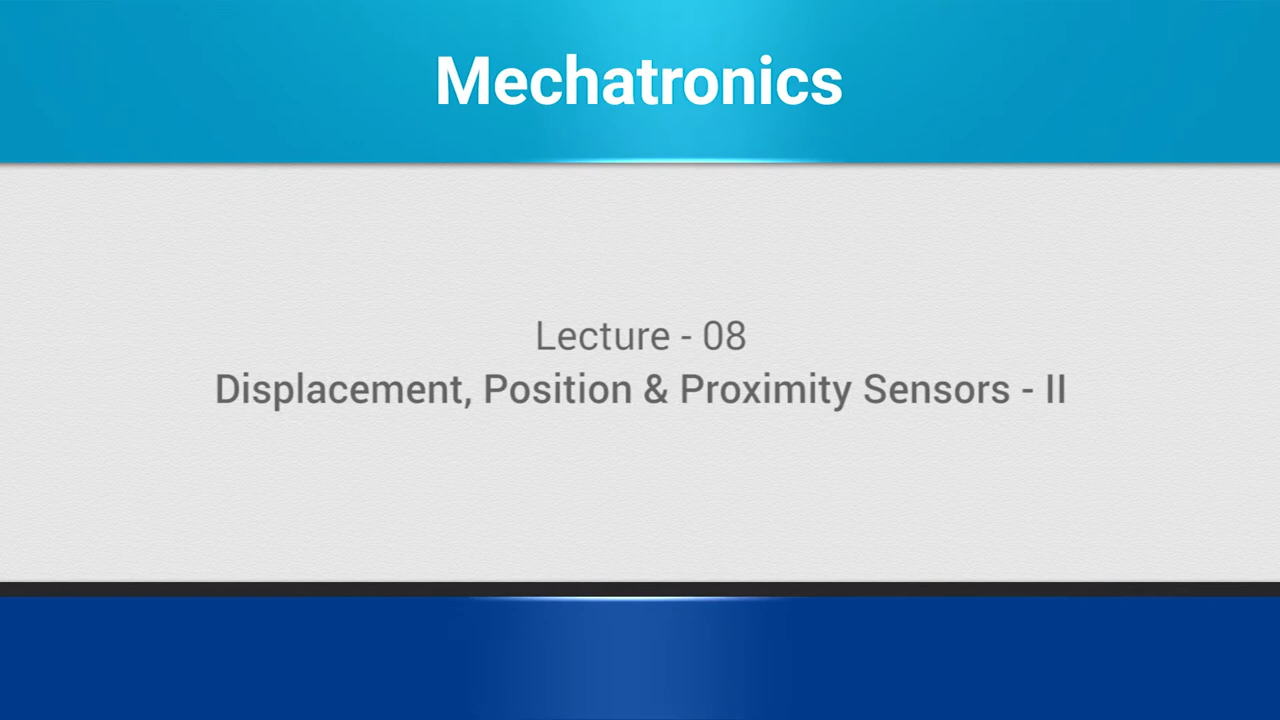 Mechatronics
Lecture - 08
Displacement, Position & Proximity Sensors - II